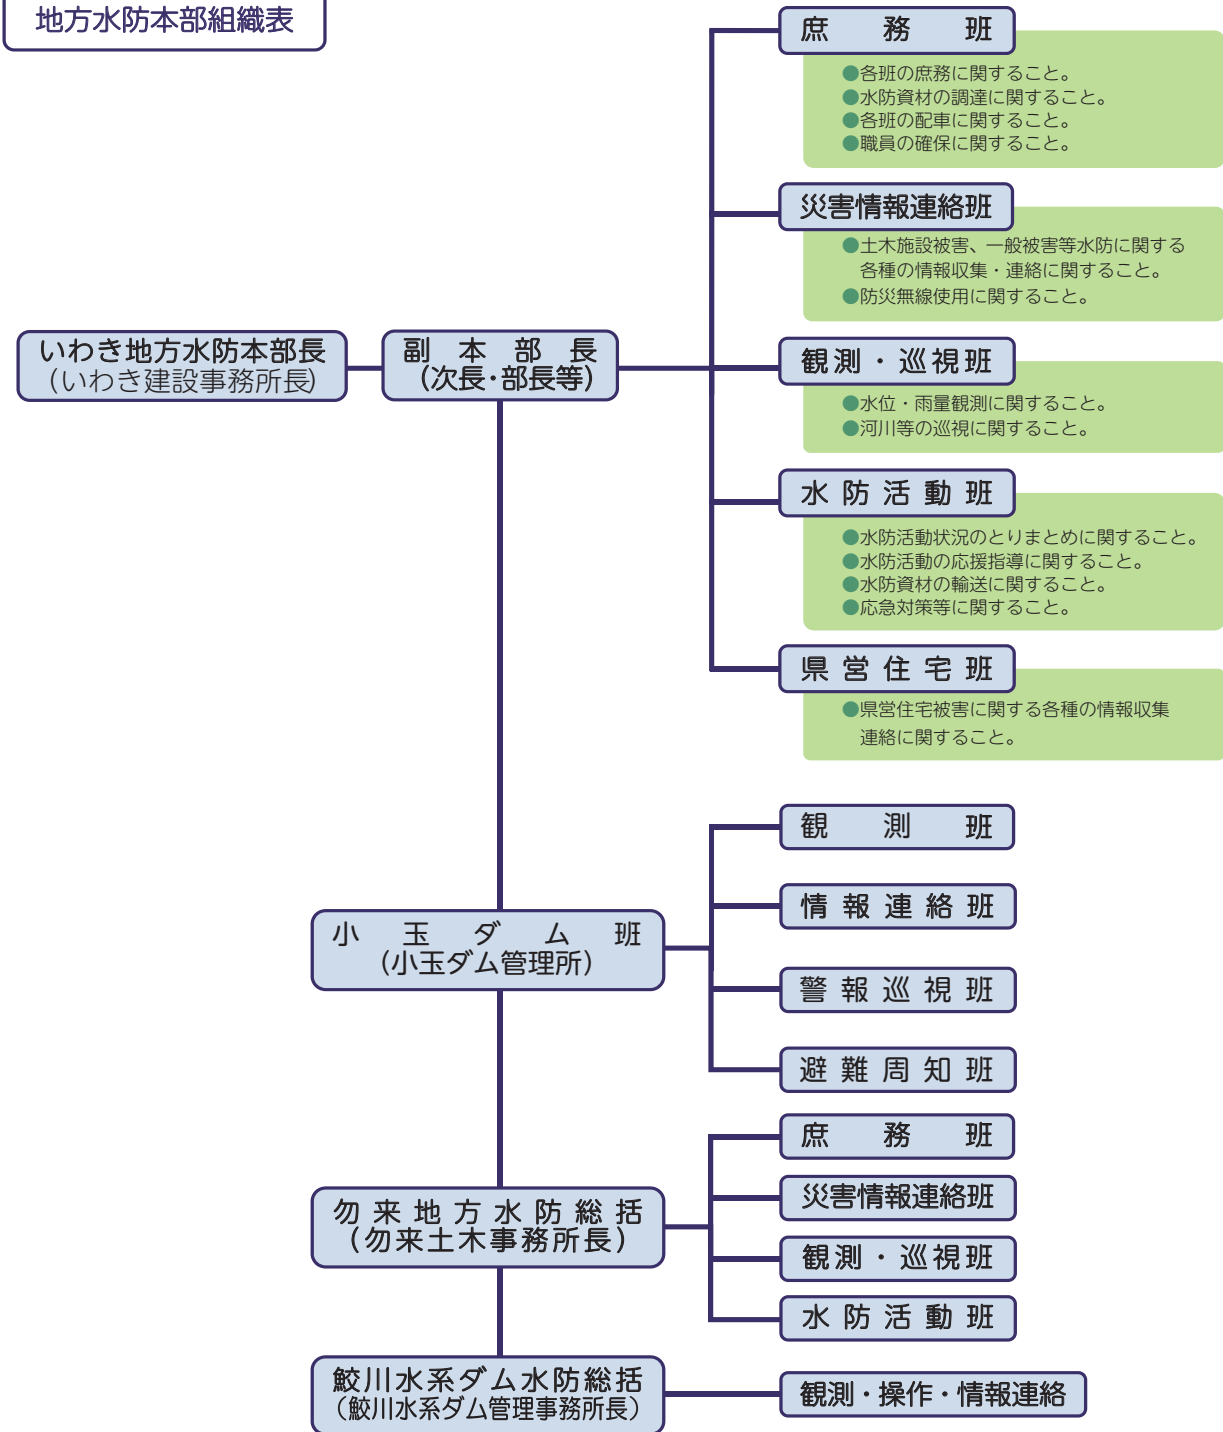 地方水防本部組織表
庶務班
●各班の庶務に関すること。
●水防資材の調達に関すること。
●各班の配車に関すること。
●職員の確保に関すること。
災害情報連絡班
●土木施設被害、一般被害等水防に関する
各種の情報収集・連絡に関すること。
●防災無線使用に関すること。
いわき地方水防本部長
（いわき建設事務所長）
副本部長
（次長・部長等）
観測・巡視班
●水位・雨量観測に関すること。
●河川等の巡視に関すること。
水防活動班
●水防活動状況のとりまとめに関すること。
●水防活動の応援指導に関すること。
●水防資材の輸送に関すること。
●応急対策等に関すること。
県営住宅班
●県営住宅被害に関する各種の情報収集
連絡に関すること。
小玉ダム班
（小玉ダム管理所）
観測班
情報連絡班
警報巡視班
避難周知班
勿来地方水防総括
（勿来土木事務所長）
庶務班
災害情報連絡班
観測・巡視班
水防活動班
鮫川水系ダム水防総括
（鮫川水系ダム管理事務所長）
観測・操作・情報連絡